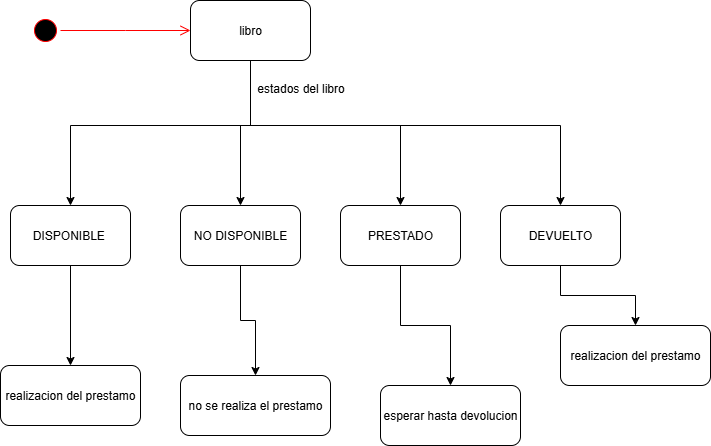 libro
estados del libro
DISPONIBLE
NO DISPONIBLE
PRESTADO
DEVUELTO
realizacion del prestamo
no se realiza el prestamo
esperar hasta devolucion
realizacion del prestamo